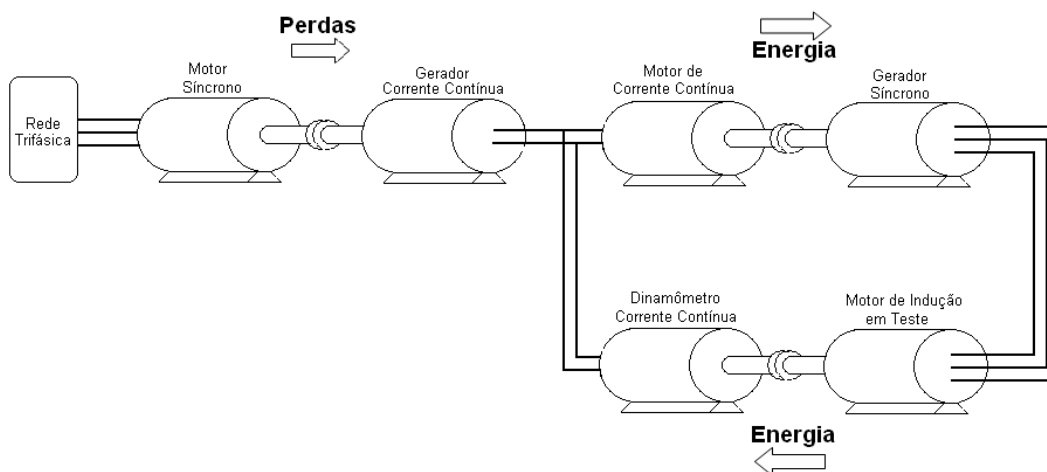 Perdas
Energia
Motor
Síncrono
Gerador
Corrente Contínua
Motor de
Corrente Contínua
Gerador
Síncrono
Rede
Trifásica
Dinamômetro
Corrente Contínua
Motor de Indução
em Teste
Energia